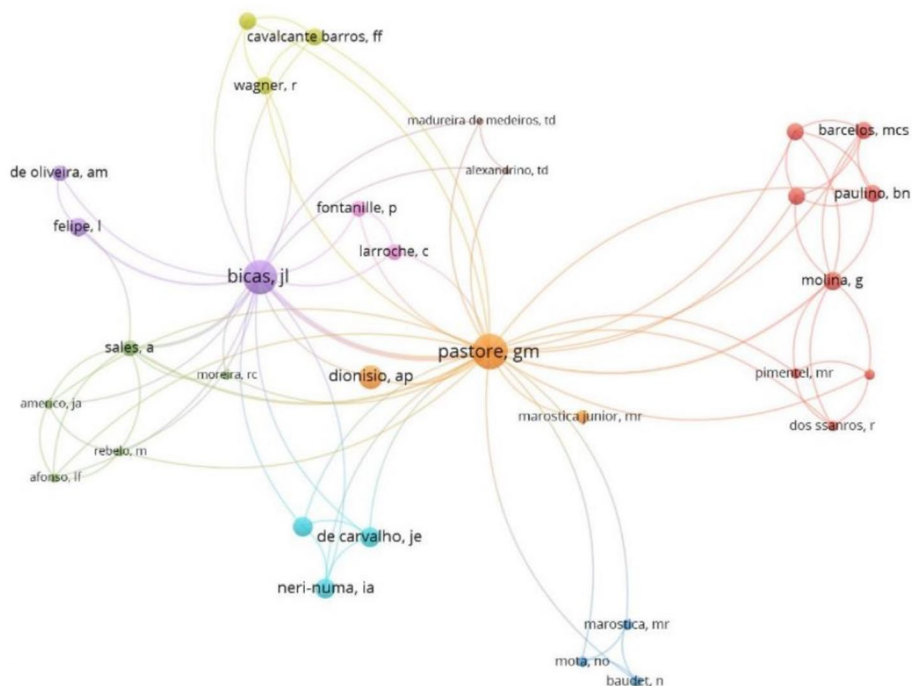 cavalcante barros, ff
wagner, r
madureira de medeiros, td
barcelos, mcs
alexandrino, td
de oliveira, am
paulino, bn
fontanille, p
felipe, l
larroche, c
bicas, jl
molina, g
sales, a
pastore, gm
moreira, rc
dionisio, ap
pimentel, mr
americo, ja
marostica junior, mr
dos ssanros, r
rebelo, m
afonso, lf
de carvalho, je
neri-numa, ia
marostica, mr
mota, no
baudet, n